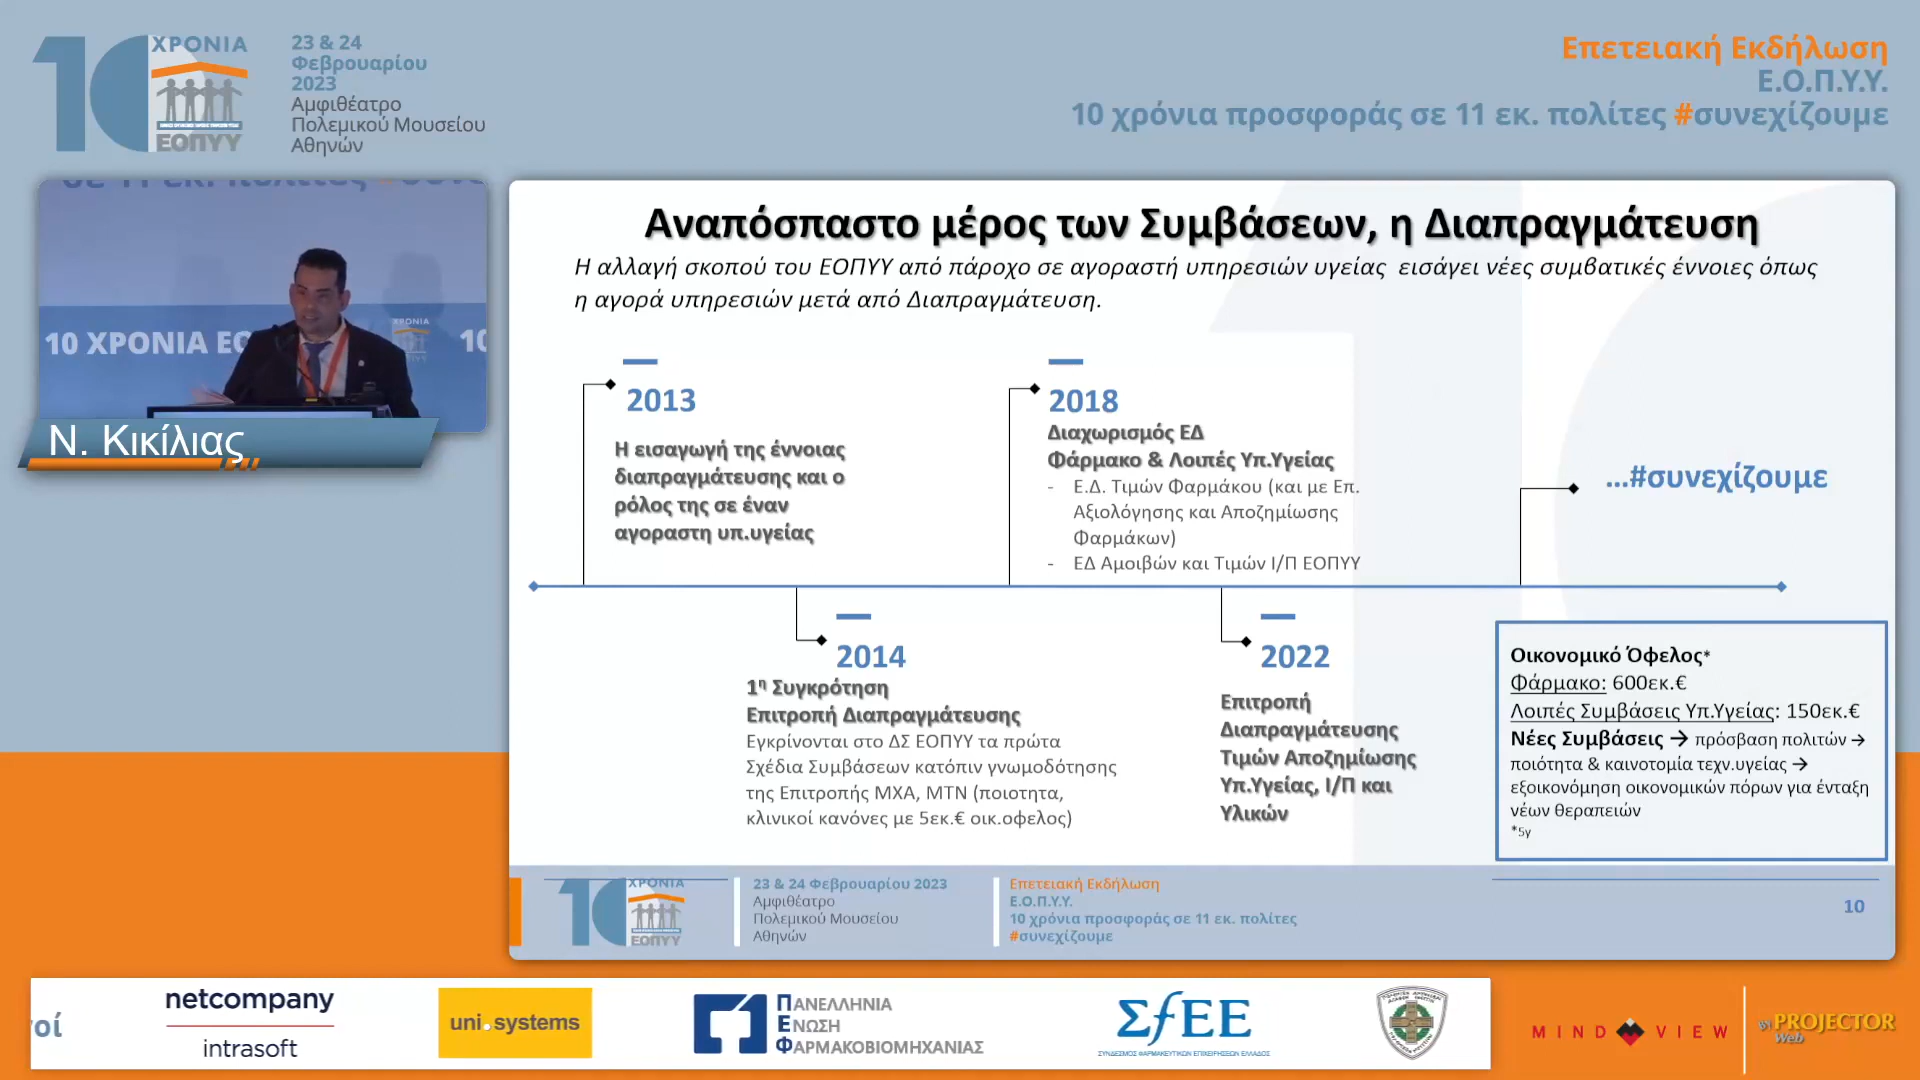 ΧΡΟΝΙΑ
ΕΟΠΥΥ
23 & 24
Φεβρουαρίου
2023
Αμφιθέατρο
Πολεμικού Μουσείου
Αθηνών
Επετειακή Εκδήλωση
Ε.Ο.Π.Υ.Υ.
10 χρόνια προσφοράς σε 11 εκ. πολίτες #συνεχίζουμε
10 ΧΡΟΝΙΑ ΕΟ
ΧΡΟΝΙΑ
10
Ν. Κικίλιας
Αναπόσπαστο μέρος των Συμβάσεων, η Διαπραγμάτευση
Η αλλαγή σκοπού του ΕΟΠΥΥ από πάροχο σε αγοραστή υπηρεσιών υγείας εισάγει νέες συμβατικές έννοιες όπως
η αγορά υπηρεσιών μετά από Διαπραγμάτευση.
2013
Η εισαγωγή της έννοιας
διαπραγμάτευσης και ο
ρόλος της σε έναν
αγοραστη υπ.υγείας
2018
Διαχωρισμός ΕΔ
Φάρμακο & Λοιπές Υπ.Υγείας
- Ε.Δ. Τιμών Φαρμάκου (και με Επ.
Αξιολόγησης και Αποζημίωσης
Φαρμάκων)
- ΕΔ Αμοιβών και Τιμών Ι/Π ΕΟΠΥΥ
...#συνεχίζουμε
2014
1η Συγκρότηση
Επιτροπή Διαπραγμάτευσης
Εγκρίνονται στο ΔΣ ΕΟΠΥΥ τα πρώτα
Σχέδια Συμβάσεων κατόπιν γνωμοδότησης
της Επιτροπής ΜΧΑ, ΜΤΝ (ποιοτητα,
κλινικοί κανόνες με 5εκ.€ οικ.οφελος)
2022
Επιτροπή
Διαπραγμάτευσης
Τιμών Αποζημίωσης
Υπ.Υγείας, Ι/Π και
Υλικών
Οικονομικό Όφελος*
Φάρμακο: 600εκ.€
Λοιπές Συμβάσεις Υπ.Υγείας: 150εκ.€
Νέες Συμβάσεις → πρόσβαση πολιτών →
ποιότητα & καινοτομία τεχν.υγείας →
εξοικονόμηση οικονομικών πόρων για ένταξη
νέων θεραπειών
*5y
ΧΡΟΝΙΑ
ΕΟΠΥΥ
23 & 24 Φεβρουαρίου 2023
Αμφιθέατρο
Πολεμικού Μουσείου
Αθηνών
Επετειακή Εκδήλωση
Ε.Ο.Π.Υ.Υ.
10 χρόνια προσφοράς σε 11 εκ. πολίτες
#συνεχίζουμε
10
netcompany
intrasoft
uni.systems
ΠΑΝΕΛΛΗΝΙΑ
ΕΝΩΣΗ
ΦΑΡΜΑΚΟΒΙΟΜΗΧΑΝΙΑΣ
ΣfΕΕ
ΣΥΝΔΕΣΜΟΣ ΦΑΡΜΑΚΕΥΤΙΚΩΝ ΕΠΙΧΕΙΡΗΣΕΩΝ ΕΛΛΑΔΟΣ
MIND VIEW
PROJECTOR
Web